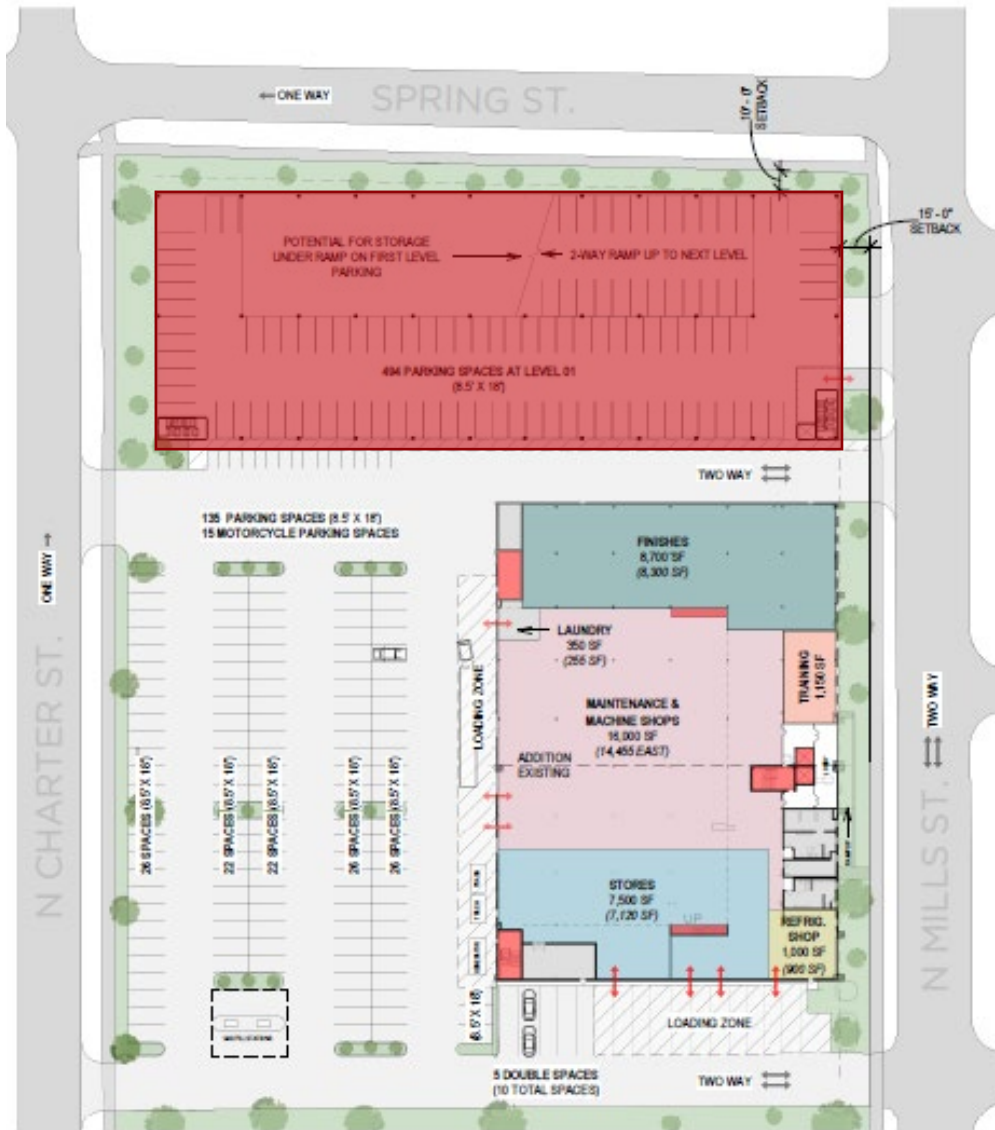 ONE WAY
SPRING ST.
10'- 0"
SETBACK
15' - 0"
SETBACK
POTENTIAL FOR STORAGE
UNDER RAMP ON FIRST LEVEL
PARKING
2-WAY RAMP UP TO NEXT LEVEL
494 PARKING SPACES AT LEVEL 01
(8.5' X 18')
TWO WAY
135 PARKING SPACES (8.5' X 18')
15 MOTORCYCLE PARKING SPACES
ONE WAY
N CHARTER ST.
FINISHES
8,700 SF
(8,300 SF)
LAUNDRY
350 SF
(255 SF)
TRAINING
1,150 SF
LOADING ZONE
MAINTENANCE &
MACHINE SHOPS
16,000 SF
(14,465 EAST)
ADDITION
EXISTING
TWO WAY
N MILLS ST.
26 SPACES (8.5' X 18')
22 SPACES (8.5' X 18')
22 SPACES (8.5' X 18')
26 SPACES (8.5' X 18')
26 SPACES (8.5' X 18')
STORES
7,500 SF
(7,120 SF)
UP
REFRIG.
SHOP
1,000 SF
(900 SF)
(8.5' X 18')
LOADING ZONE
5 DOUBLE SPACES
(10 TOTAL SPACES)
TWO WAY